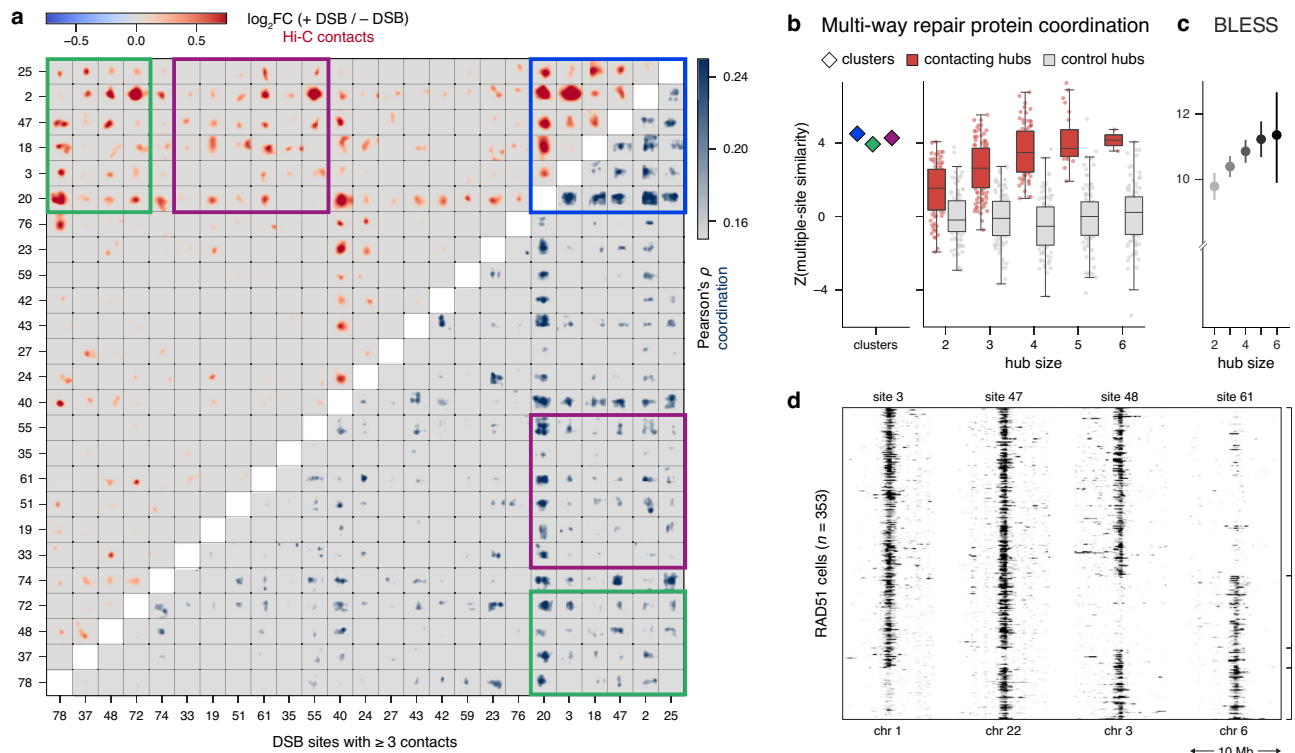 a
log₂FC (+ DSB / − DSB)
Hi-C contacts
−0.5 0.0 0.5
25
2
47
18
3
20
76
23
59
42
43
27
24
40
55
35
61
51
19
33
74
72
48
37
78
78 37 48 72 74 33 19 51 61 35 55 40 24 27 43 42 59 23 76 20 3 18 47 2 25
DSB sites with ≥ 3 contacts
0.24
0.20
0.16
Pearson's ρ
coordination
b Multi-way repair protein coordination
clusters contacting hubs control hubs
Z(multiple-site similarity)
4
0
−4
clusters
2 3 4 5 6
hub size
c BLESS
12
10
2 4 6
hub size
d
site 3 site 47 site 48 site 61
RAD51 cells (n = 353)
chr 1 chr 22 chr 3 chr 6
10 Mb